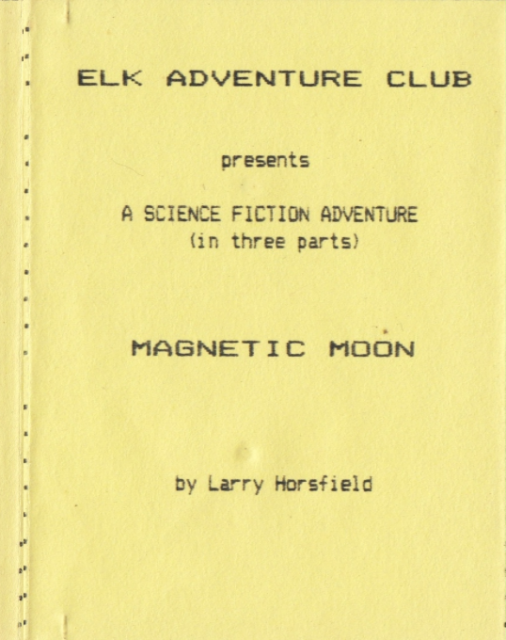 ELK ADVENTURE CLUB
presents
A SCIENCE FICTION ADVENTURE
(in three parts)
MAGNETIC MOON
by Larry Horsfield